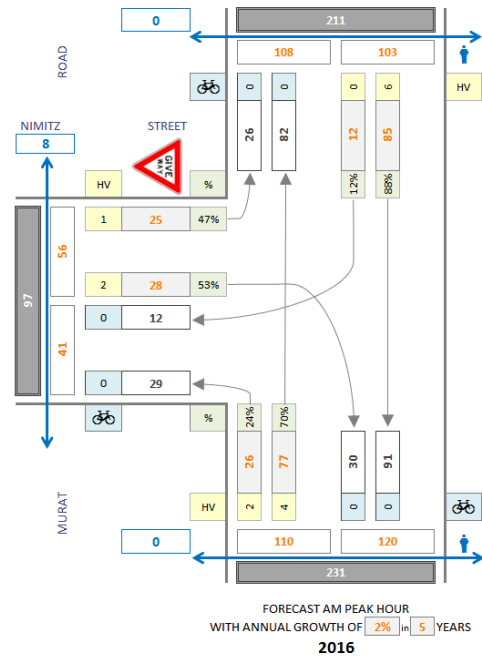 0
211
108 103
ROAD
0 0 0 6
HV
26 82 12 85
NIMITZ STREET
8
GIVE WAY
HV %
12% 88%
1 25 47%
56
97
2 28 53%
0 12
41
0 29
% 24% 70%
26 77 30 91
MURAT
HV 2 4 0 0
0
110 120
231
FORECAST AM PEAK HOUR
WITH ANNUAL GROWTH OF 2% in 5 YEARS
2016